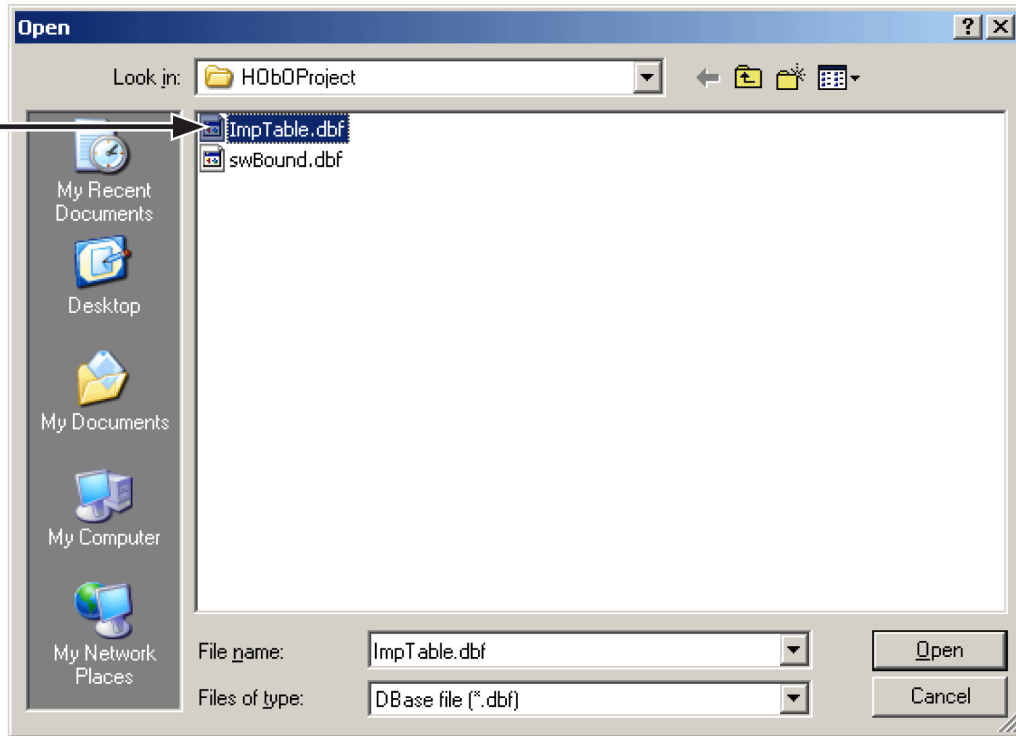 Open
Look in:
HObOProject
ImpTable.dbf
swBound.dbf
My Recent
Documents
Desktop
My Documents
My Computer
My Network
Places
File name:
ImpTable.dbf
Open
Files of type:
DBase file (*.dbf)
Cancel